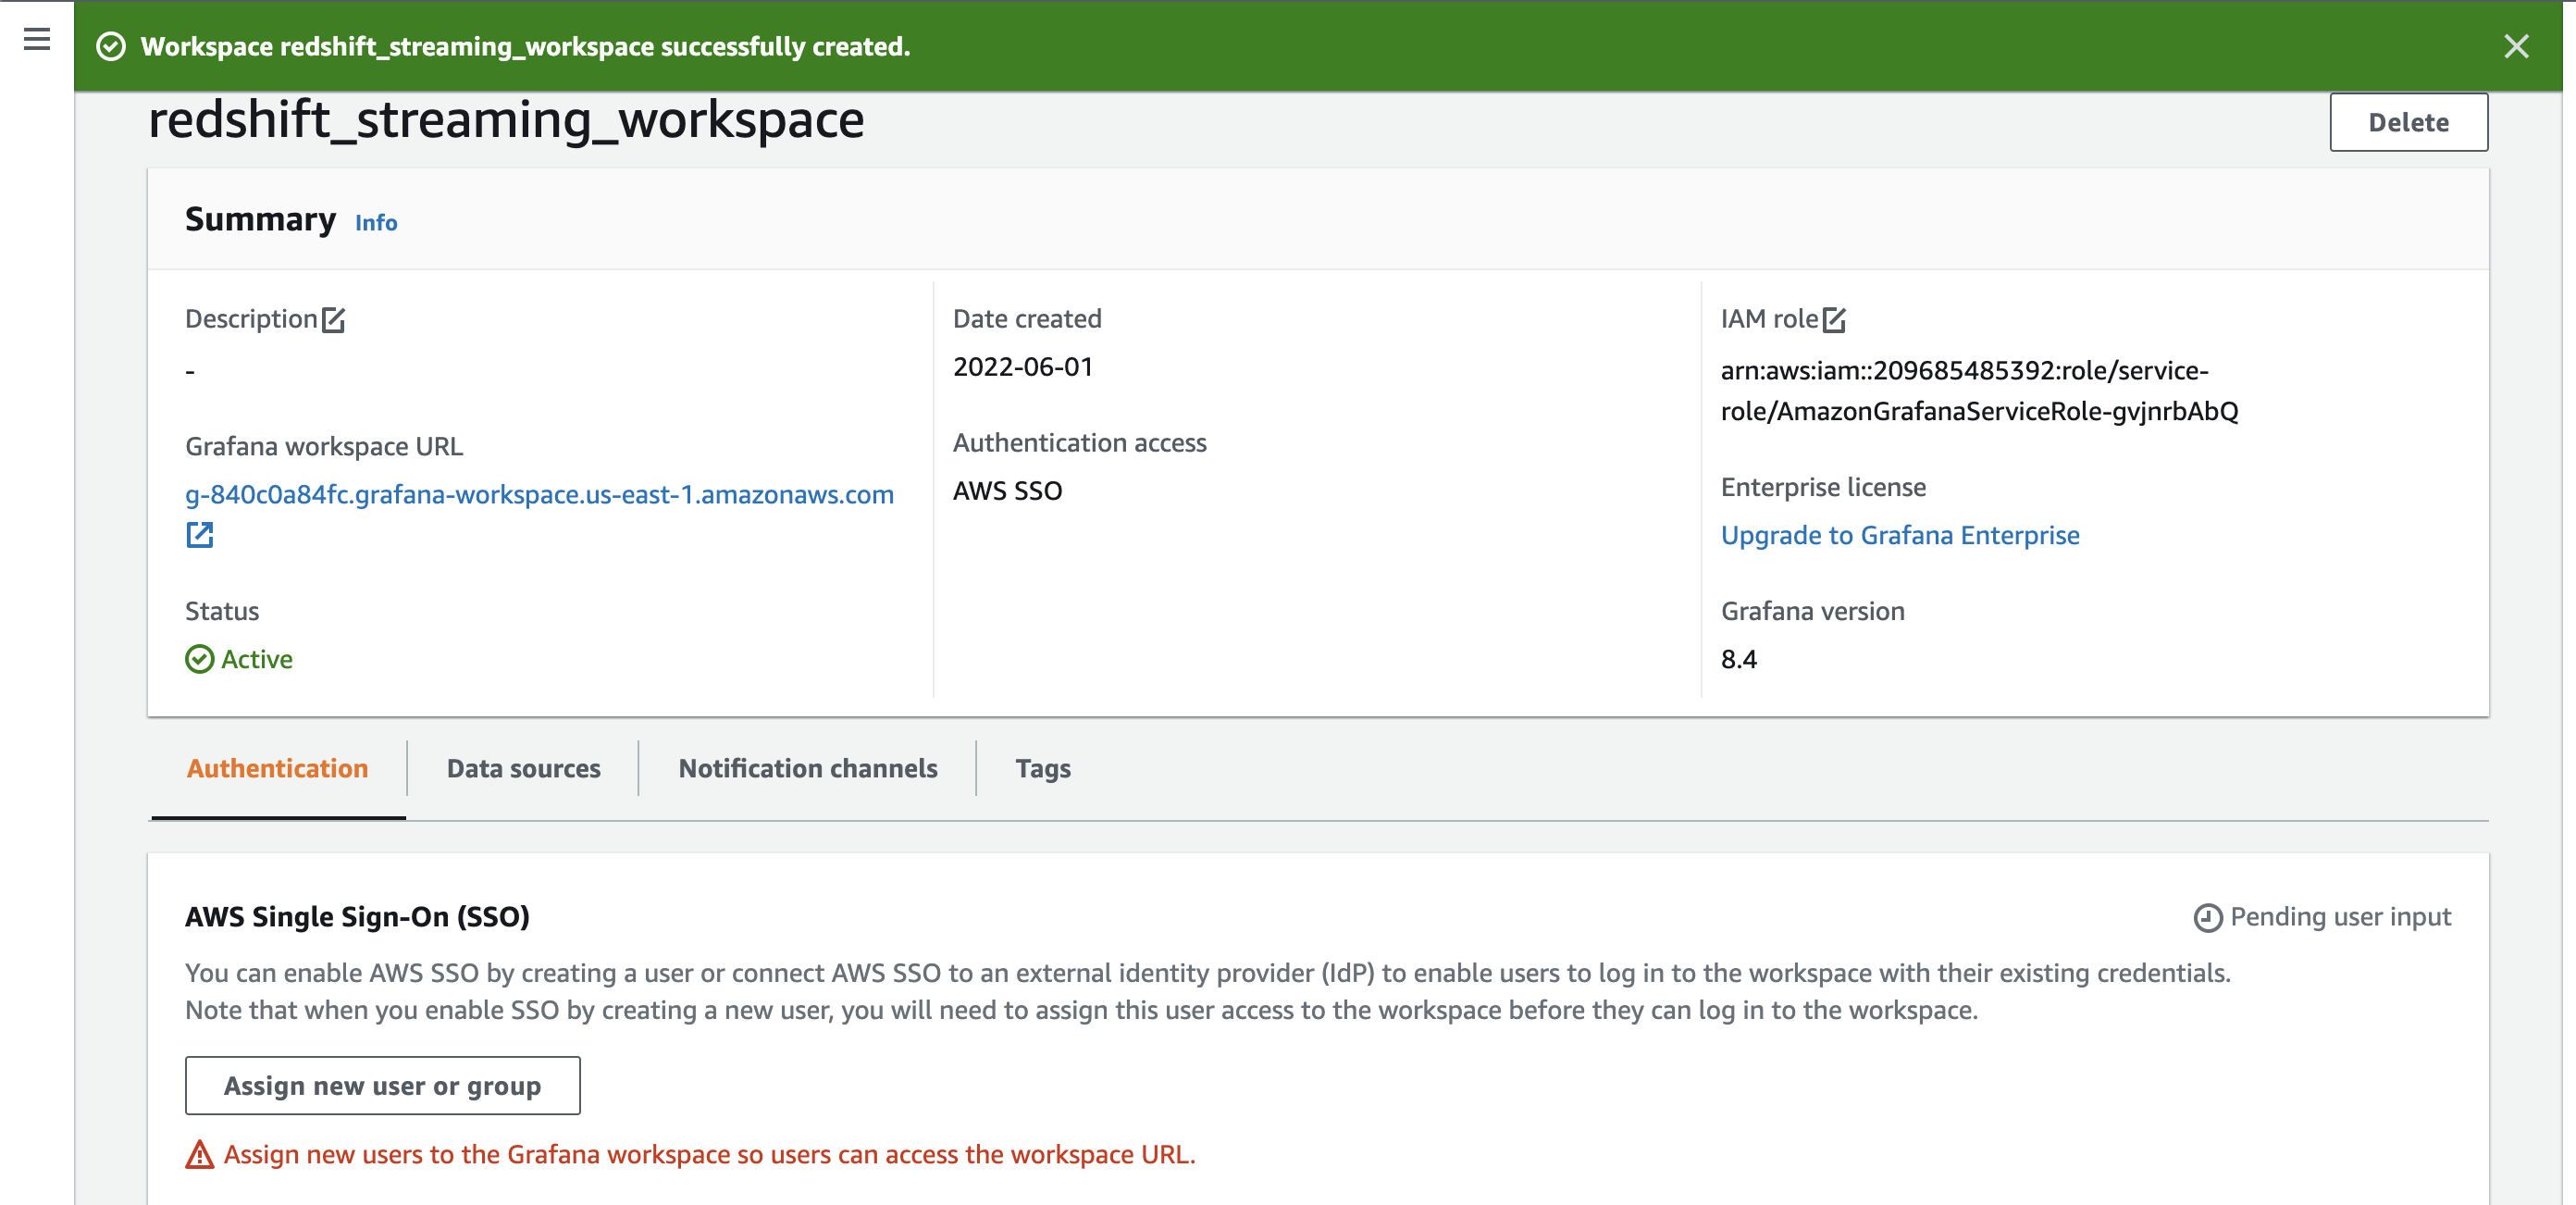 Workspace redshift_streaming_workspace successfully created.
redshift_streaming_workspace
Delete
Summary Info
Description
-
Grafana workspace URL
g-840c0a84fc.grafana-workspace.us-east-1.amazonaws.com
Status
Active
Date created
2022-06-01
Authentication access
AWS SSO
IAM role
arn:aws:iam::209685485392:role/service-
role/AmazonGrafanaServiceRole-gvjnrbAbQ
Enterprise license
Upgrade to Grafana Enterprise
Grafana version
8.4
Authentication
Data sources
Notification channels
Tags
AWS Single Sign-On (SSO)
Pending user input
You can enable AWS SSO by creating a user or connect AWS SSO to an external identity provider (IdP) to enable users to log in to the workspace with their existing credentials.
Note that when you enable SSO by creating a new user, you will need to assign this user access to the workspace before they can log in to the workspace.
Assign new user or group
Assign new users to the Grafana workspace so users can access the workspace URL.